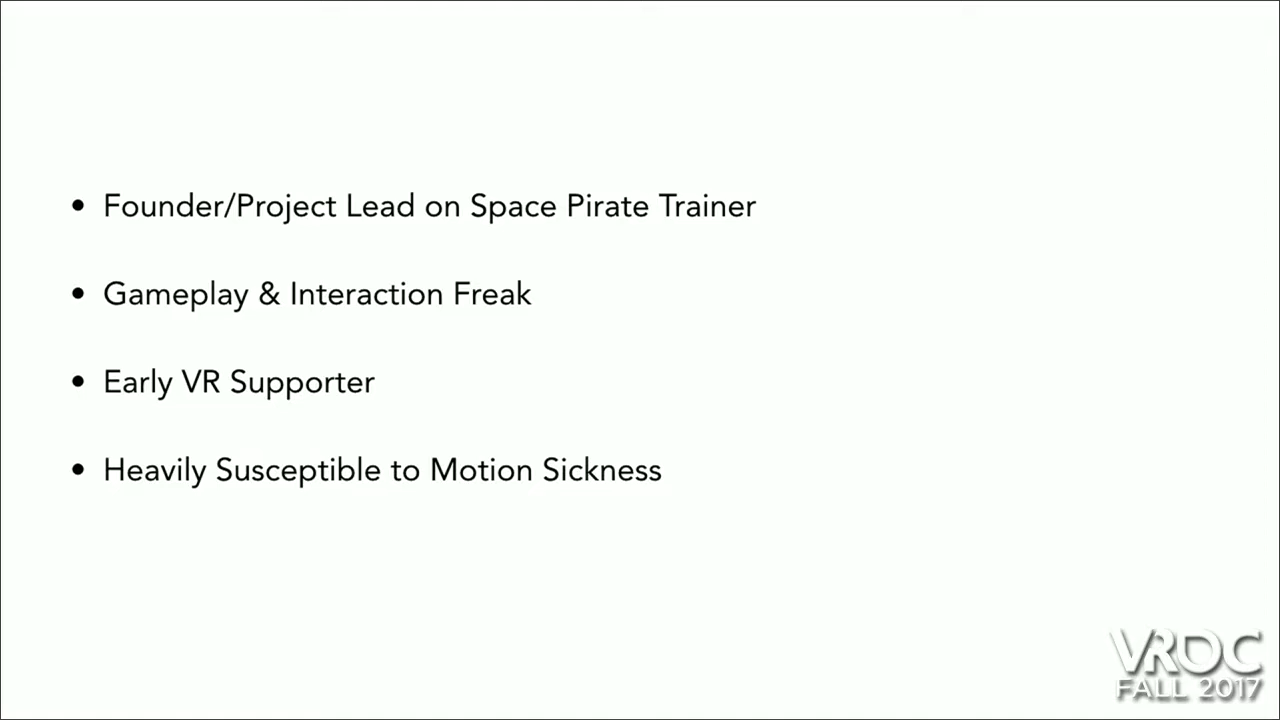 • Founder/Project Lead on Space Pirate Trainer
• Gameplay & Interaction Freak
• Early VR Supporter
• Heavily Susceptible to Motion Sickness
VRDC
FALL 2017